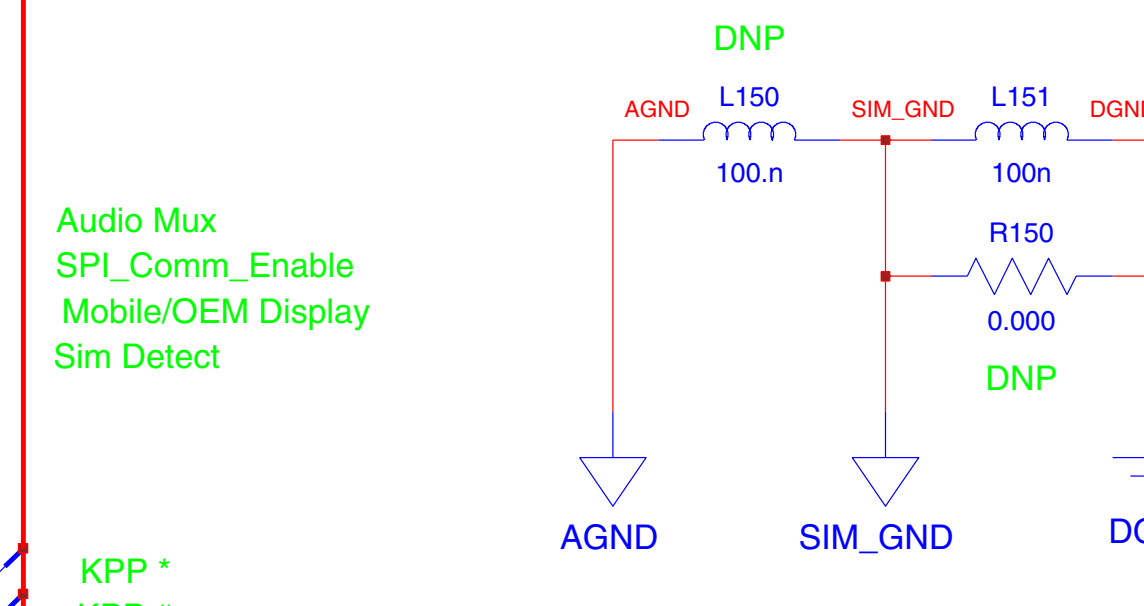 DNP
L150
L151
AGND
SIM_GND
100.n
100n
R150
0.000
DNP
Audio Mux
SPI_Comm_Enable
Mobile/OEM Display
Sim Detect
AGND
SIM_GND
KPP *